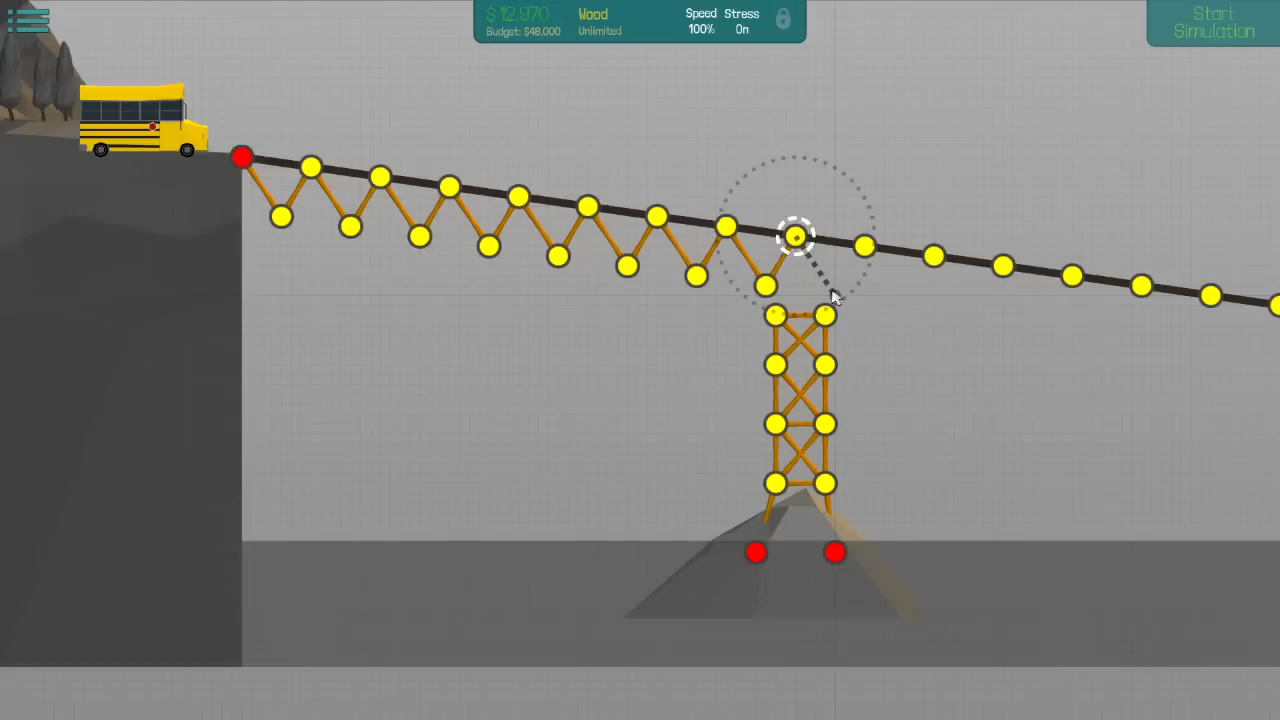 $ 12,970
Budget: $48,000
Wood
Unlimited
Speed
100%
Stress
On
Start
Simulation